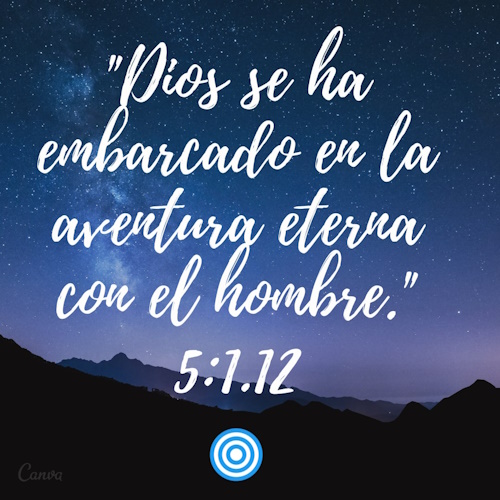 "Dios se ha
embarcado en la
aventura eterna
con el hombre."
5:1.12
Canva